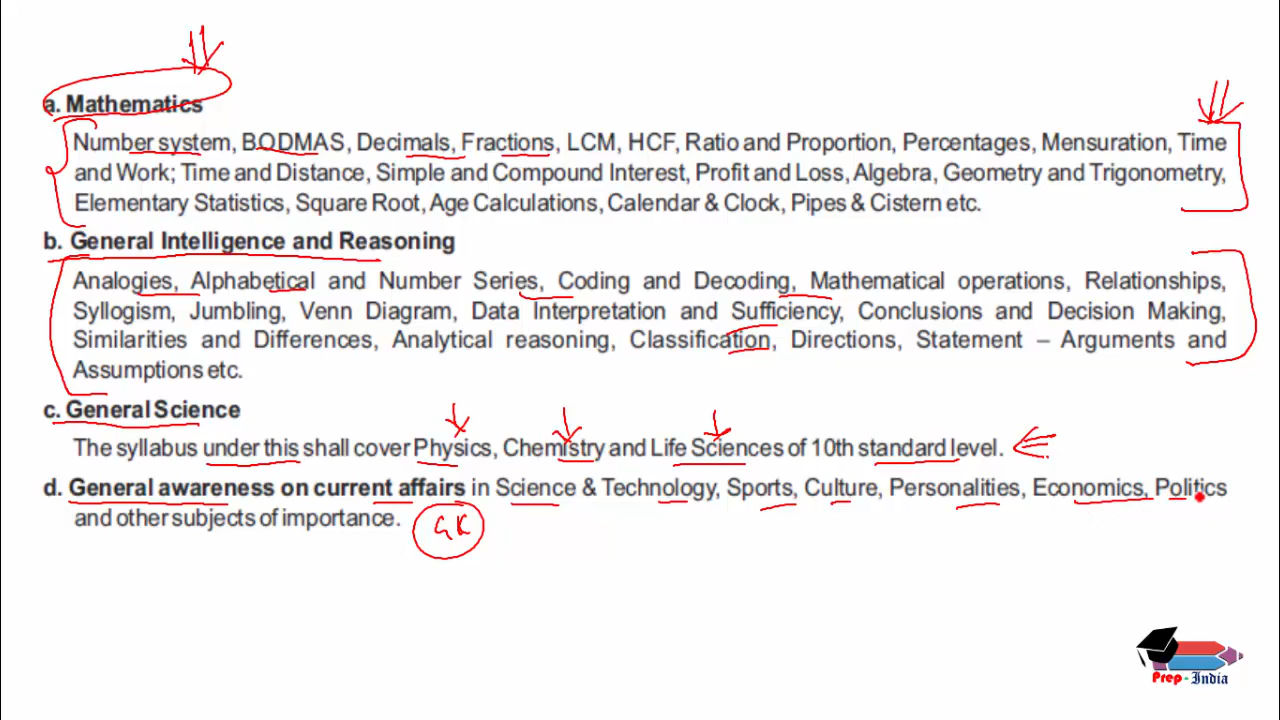 a. Mathematics
Number system, BODMAS, Decimals, Fractions, LCM, HCF, Ratio and Proportion, Percentages, Mensuration, Time
and Work; Time and Distance, Simple and Compound Interest, Profit and Loss, Algebra, Geometry and Trigonometry,
Elementary Statistics, Square Root, Age Calculations, Calendar & Clock, Pipes & Cistern etc.
b. General Intelligence and Reasoning
Analogies, Alphabetical and Number Series, Coding and Decoding, Mathematical operations, Relationships,
Syllogism, Jumbling, Venn Diagram, Data Interpretation and Sufficiency, Conclusions and Decision Making,
Similarities and Differences, Analytical reasoning, Classification, Directions, Statement – Arguments and
Assumptions etc.
c. General Science
The syllabus under this shall cover Physics, Chemistry and Life Sciences of 10th standard level.
d. General awareness on current affairs in Science & Technology, Sports, Culture, Personalities, Economics, Politics
and other subjects of importance.
GK
Prep-India